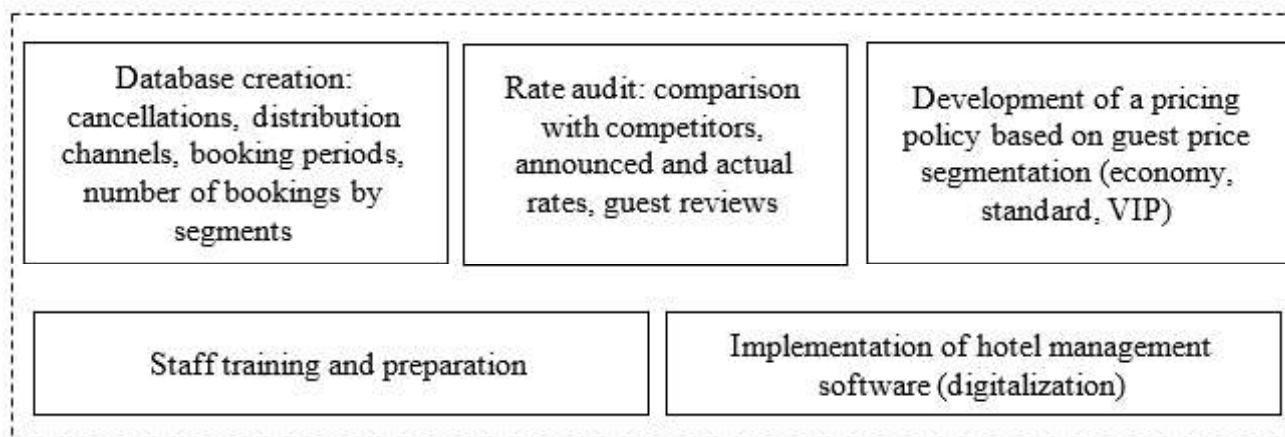 Database creation:
cancellations, distribution
channels, booking periods,
number of bookings by
segments
Rate audit: comparison
with competitors,
announced and actual
rates, guest reviews
Development of a pricing
policy based on guest price
segmentation (economy,
standard, VIP)
Staff training and preparation
Implementation of hotel management
software (digitalization)